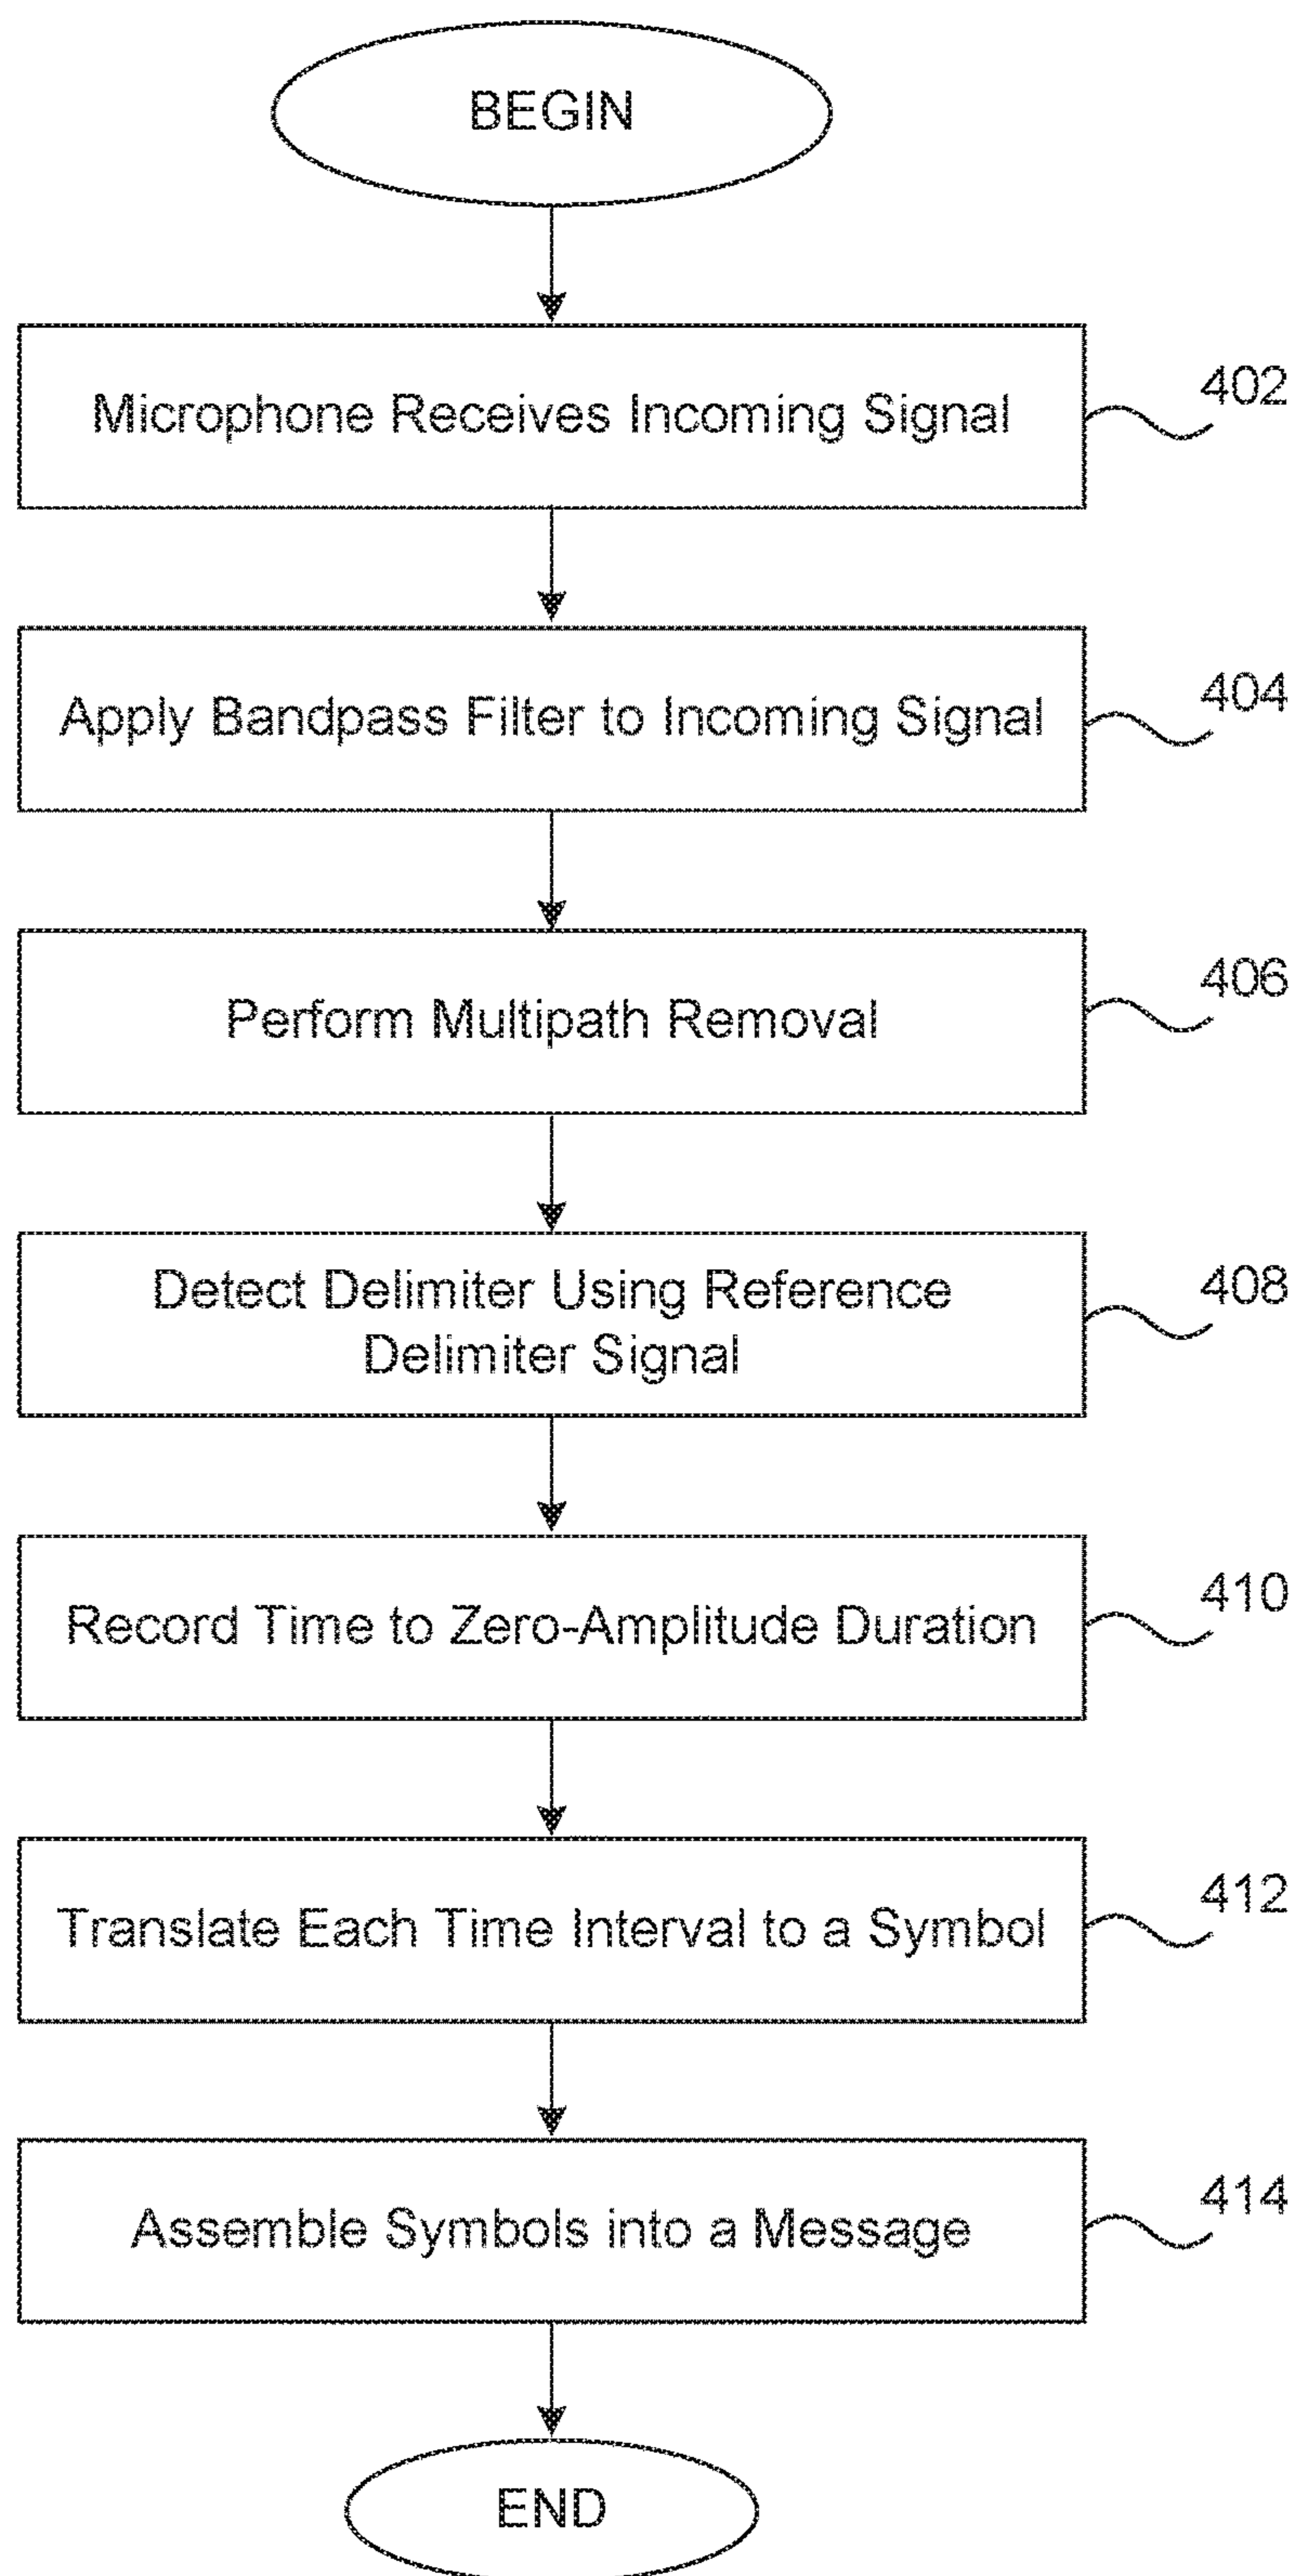 BEGIN
Microphone Receives Incoming Signal
402
Apply Bandpass Filter to Incoming Signal
404
Perform Multipath Removal
406
Detect Delimiter Using Reference
Delimiter Signal
408
Record Time to Zero-Amplitude Duration
410
Translate Each Time Interval to a Symbol
412
Assemble Symbols into a Message
414
END